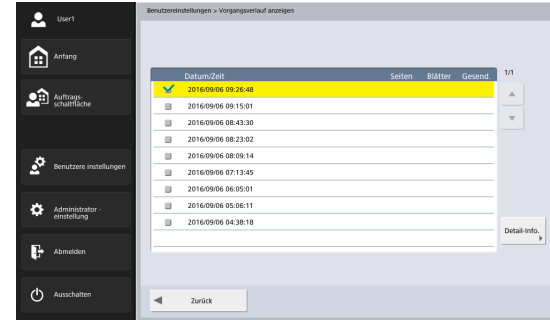 User1
Anfang
Auftrags-
schaltfläche
Benutzere instellungen
Administrator -
einstellung
Abmelden
Ausschalten
Benutzereinstellungen > Vorgangsverlauf anzeigen
Datum/Zeit Seiten Blätter Gesend. 1/1
2016/09/06 09:26:48
2016/09/06 09:15:01
2016/09/06 08:43:30
2016/09/06 08:23:02
2016/09/06 08:09:14
2016/09/06 07:13:45
2016/09/06 06:05:01
2016/09/06 05:06:11
2016/09/06 04:38:18
Detail-Info.
Zurück